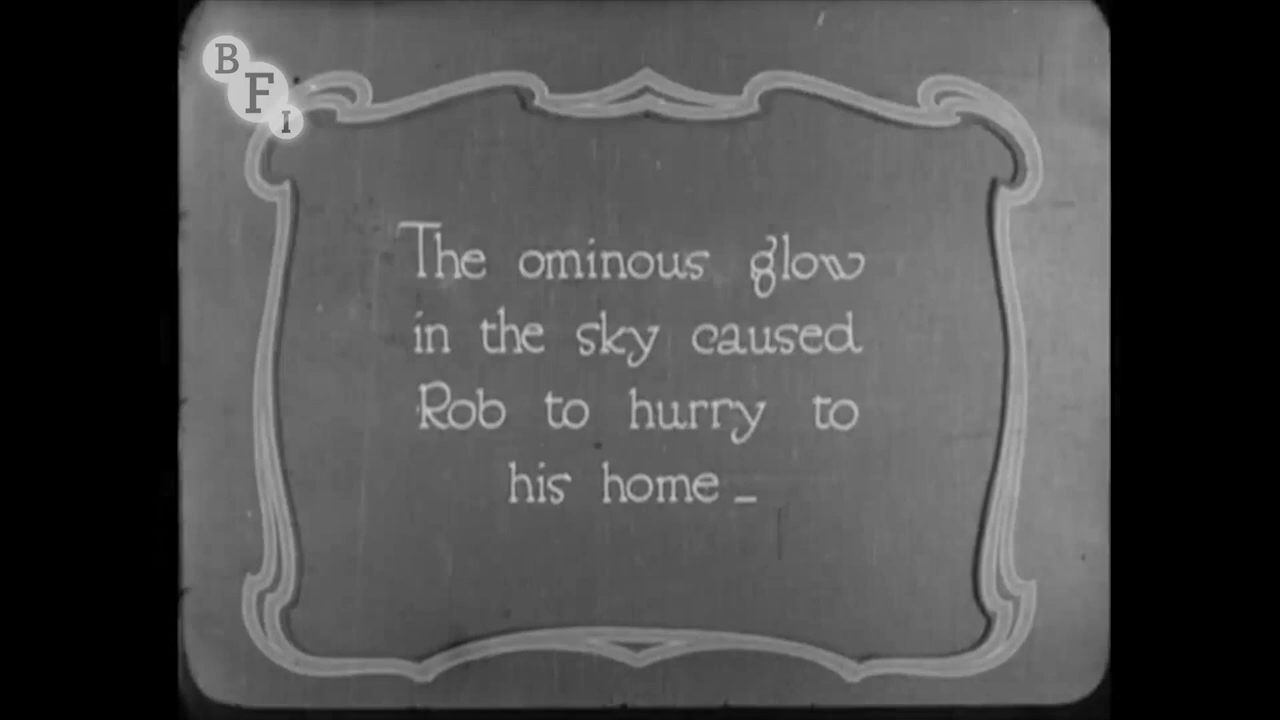 BFI
The ominous glow
in the sky caused
Rob to hurry to
his home _